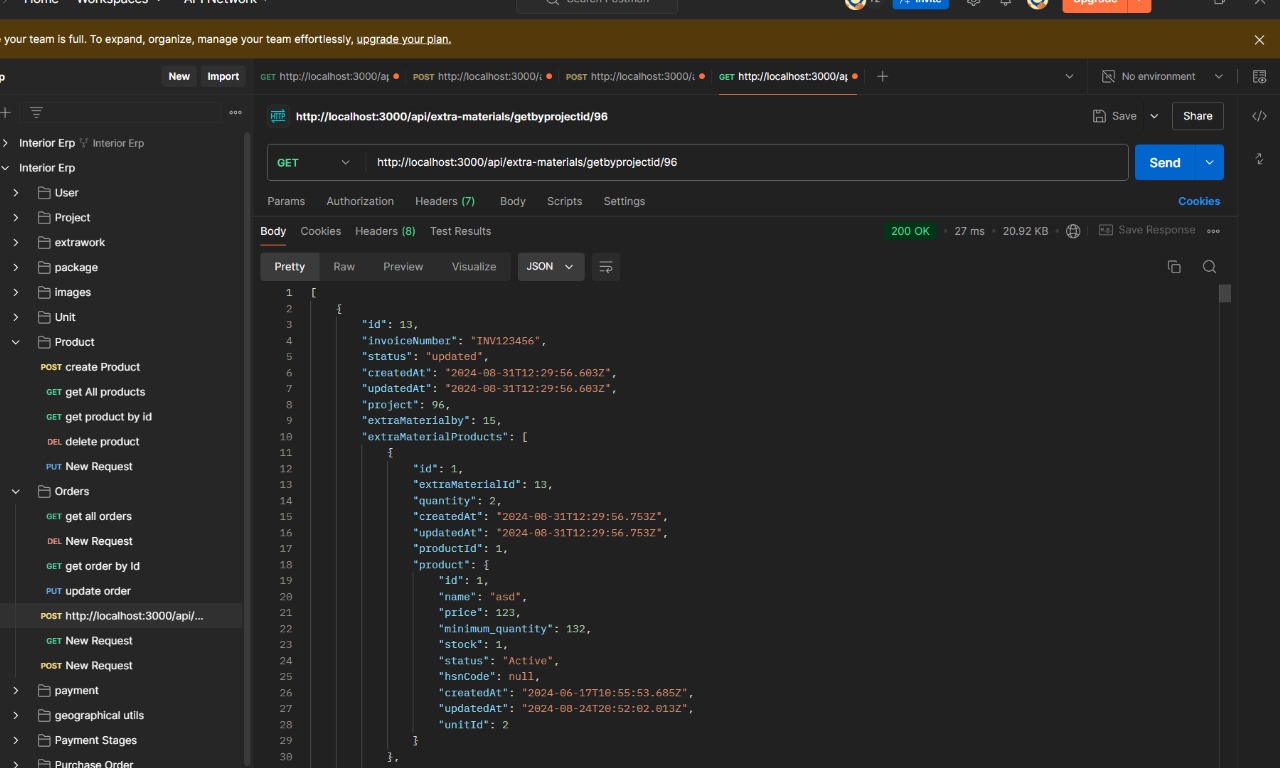 Home Workspaces API Network Search Postman 12 Invite Upgrade
your team is full. To expand, organize, manage your team effortlessly, upgrade your plan.
New Import GET http://localhost:3000/ap POST http://localhost:3000/a POST http://localhost:3000/a GET http://localhost:3000/ap No environment
http://localhost:3000/api/extra-materials/getbyprojectid/96 Save Share
Interior Erp Interior Erp
Interior Erp
User
Project
extrawork
package
images
Unit
Product
POST create Product
GET get All products
GET get product by id
DEL delete product
PUT New Request
Orders
GET get all orders
DEL New Request
GET get order by Id
PUT update order
POST http://localhost:3000/api/...
GET New Request
POST New Request
payment
geographical utils
Payment Stages
Purchase Order
GET http://localhost:3000/api/extra-materials/getbyprojectid/96 Send
Params Authorization Headers (7) Body Scripts Settings Cookies
Body Cookies Headers (8) Test Results 200 OK 27 ms 20.92 KB Save Response
Pretty Raw Preview Visualize JSON
1 [
2 {
3 "id": 13,
4 "invoiceNumber": "INV123456",
5 "status": "updated",
6 "createdAt": "2024-08-31T12:29:56.603Z",
7 "updatedAt": "2024-08-31T12:29:56.603Z",
8 "project": 96,
9 "extraMaterialby": 15,
10 "extraMaterialProducts": [
11 {
12 "id": 1,
13 "extraMaterialId": 13,
14 "quantity": 2,
15 "createdAt": "2024-08-31T12:29:56.753Z",
16 "updatedAt": "2024-08-31T12:29:56.753Z",
17 "productId": 1,
18 "product": {
19 "id": 1,
20 "name": "asd",
21 "price": 123,
22 "minimum_quantity": 132,
23 "stock": 1,
24 "status": "Active",
25 "hsnCode": null,
26 "createdAt": "2024-06-17T10:55:53.685Z",
27 "updatedAt": "2024-08-24T20:52:02.013Z",
28 "unitId": 2
29 }
30 },